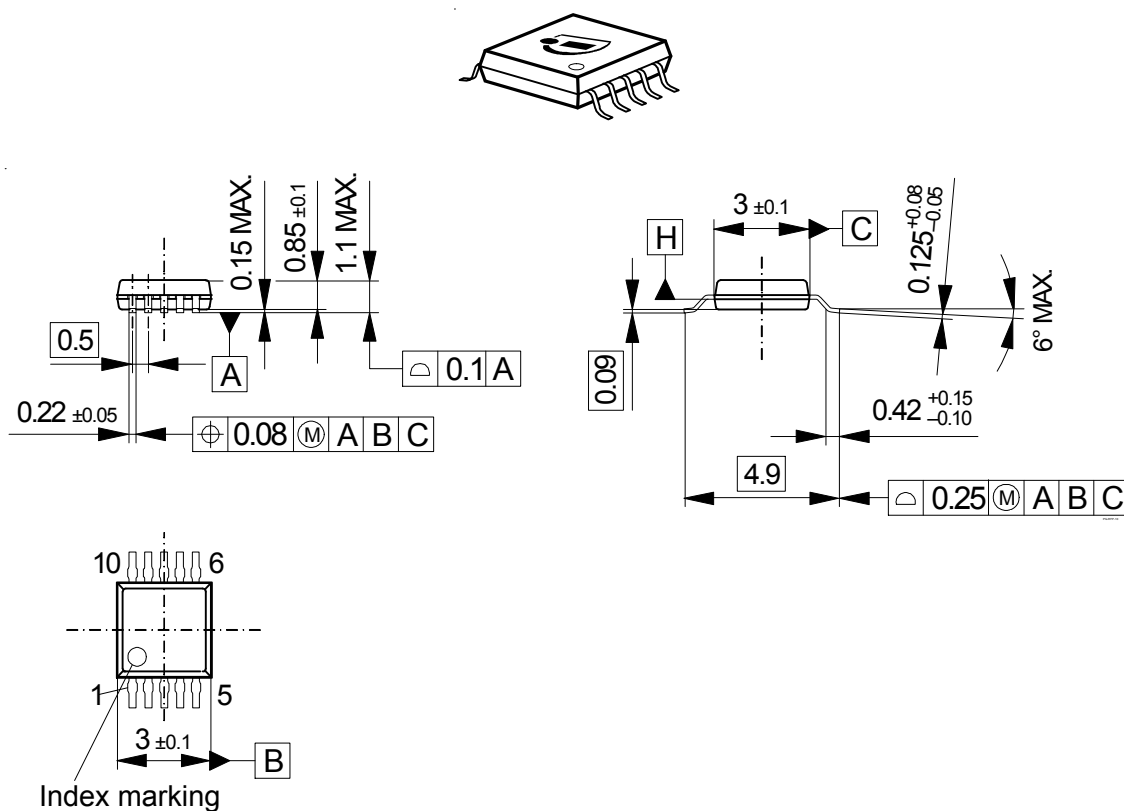 0.15 MAX.
0.85 ±0.1
1.1 MAX.
0.5
A
0.1 A
0.22 ±0.05
0.08 Ⓜ A B C
3 ±0.1
C
H
0.125 +0.08 −0.05
6° MAX.
0.09
0.42 +0.15 −0.10
4.9
0.25 Ⓜ A B C
10
6
1
5
3 ±0.1
B
Index marking